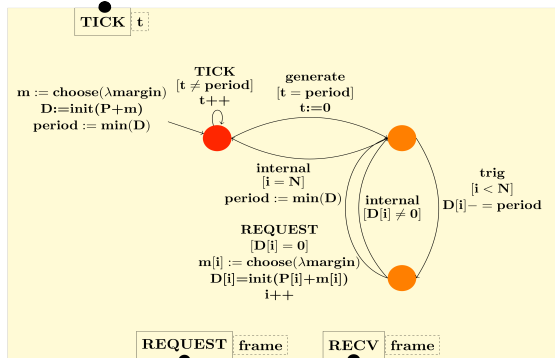 TICK t
m := choose(λmargin)
D:=init(P+m)
period := min(D)
TICK
[t ≠ period]
t++
generate
[t = period]
t:=0
internal
[i = N]
period := min(D)
internal
[D[i] ≠ 0]
trig
[i < N]
D[i]− = period
REQUEST
[D[i] = 0]
m[i] := choose(λmargin)
D[i]=init(P[i]+m[i])
i++
REQUEST frame
RECV frame